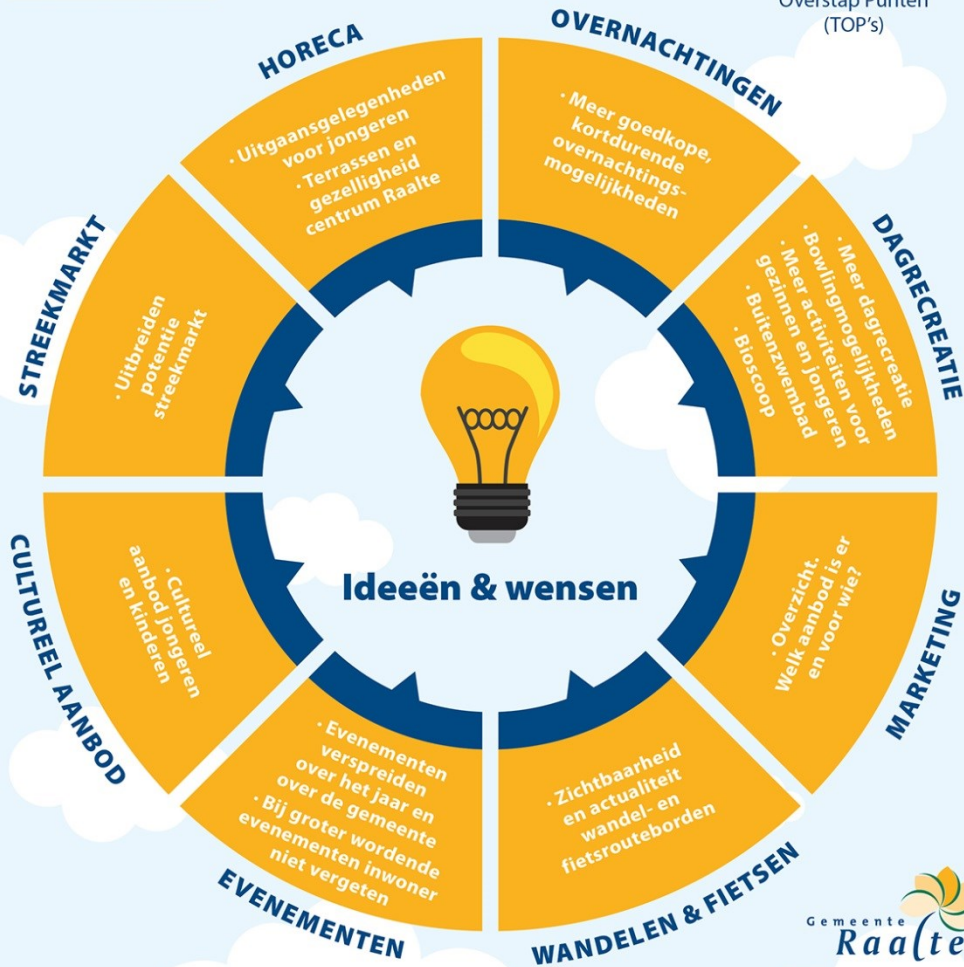 Overstap Punten
(TOP's)
HORECA
· Uitgaansgelegenheden
voor jongeren
· Terrassen en
gezelligheid
centrum Raalte
OVERNACHTINGEN
· Meer goedkope,
kortdurende
overnachtings-
mogelijkheden
DAGRECREATIE
· Meer dagrecreatie
· Bowlingmogelijkheden
· Meer activiteiten voor
gezinnen en jongeren
· Buitenzwembad
· Bioscoop
MARKETING
· Overzicht.
Welk aanbod is er
en voor wie?
WANDELEN & FIETSEN
· Zichtbaarheid
en actualiteit
wandel- en
fietsrouteborden
EVENEMENTEN
· Evenementen
verspreiden
over het jaar en
over de gemeente
· Bij groter wordende
evenementen inwoner
niet vergeten
CULTUREEL AANBOD
· Cultureel
aanbod jongeren
en kinderen
STREEKMARKT
· Uitbreiden
potentie
streekmarkt
Ideeën & wensen
Gemeente
Raalte